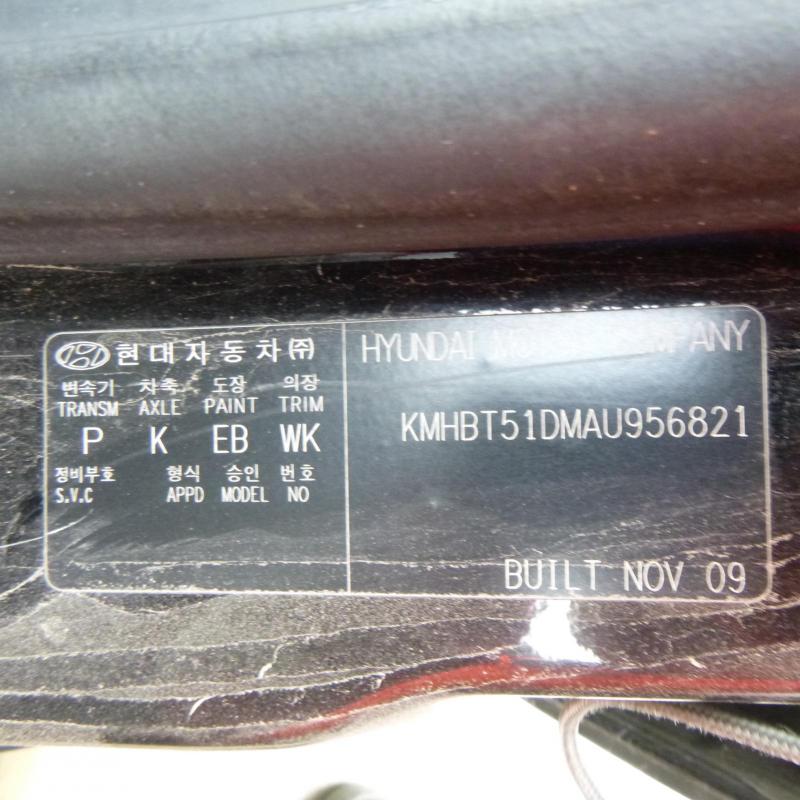 현대자동차㈜
변속기 차축 도장 의장
TRANSM AXLE PAINT TRIM
P K EB WK
정비부호 형식 승인 번호
S.V.C APPD MODEL NO
HYUNDAI MOTOR COMPANY
KMHBT51DMAU956821
BUILT NOV 09